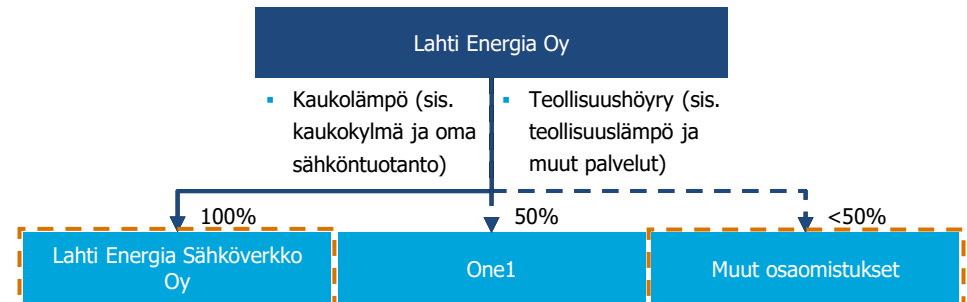 Lahti Energia Oy
▪ Kaukolämpö (sis.
kaukokylmä ja oma
sähköntuotanto)
▪ Teollisuushöyry (sis.
teollisuuslämpö ja
muut palvelut)
100%
50%
<50%
Lahti Energia Sähköverkko
Oy
One1
Muut osaomistukset